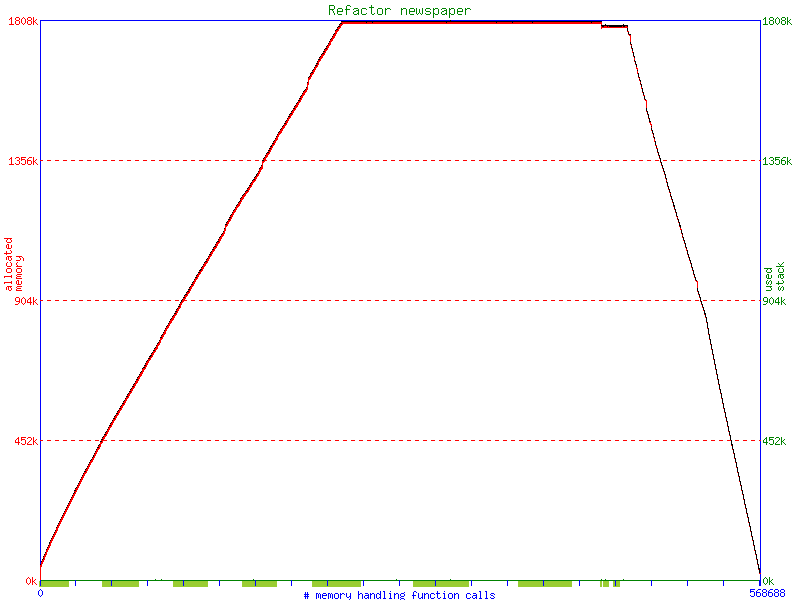 Refactor newspaper
1808k
1808k
1356k
1356k
allocated
memory
used
stack
904k
904k
452k
452k
0k
0k
0
# memory handling function calls
568688